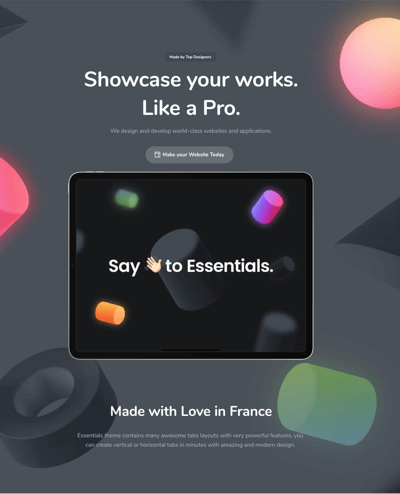 Made by Top Designers
Showcase your works.
Like a Pro.
We design and develop world-class websites and applications.
Make your Website Today
Say 👋🏻 to Essentials.
Made with Love in France
Essentials theme contains many awesome tabs layouts with very powerful features, you
can create vertical or horizontal tabs in minutes with amazing and modern design.